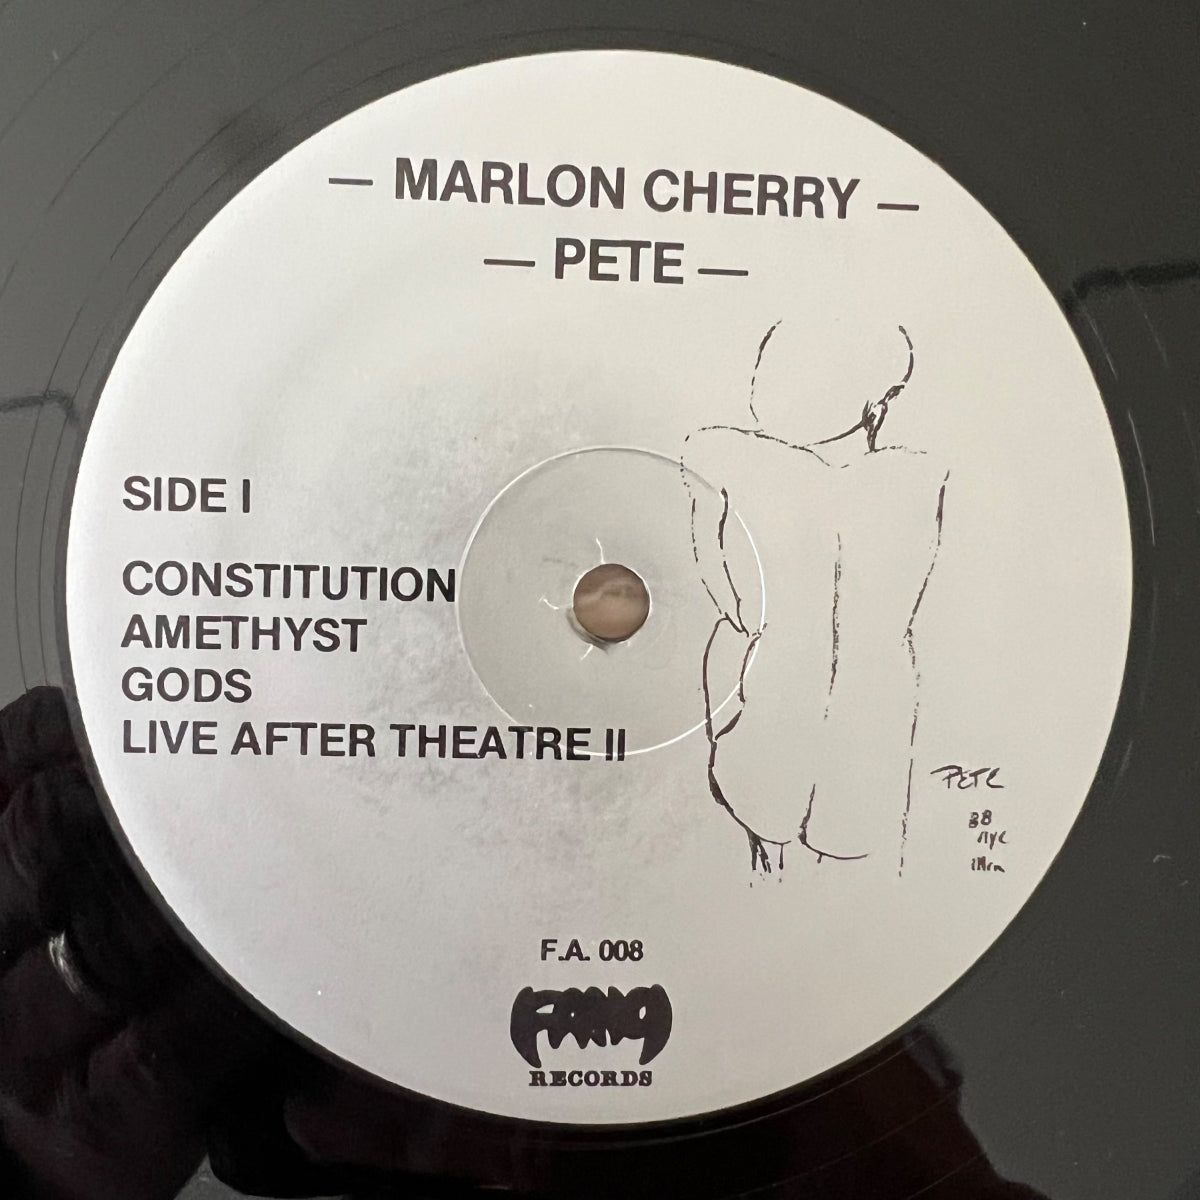 — MARLON CHERRY —
— PETE —
SIDE I
CONSTITUTION
AMETHYST
GODS
LIVE AFTER THEATRE II
PETE
88
NYC
F.A. 008
FANG
RECORDS